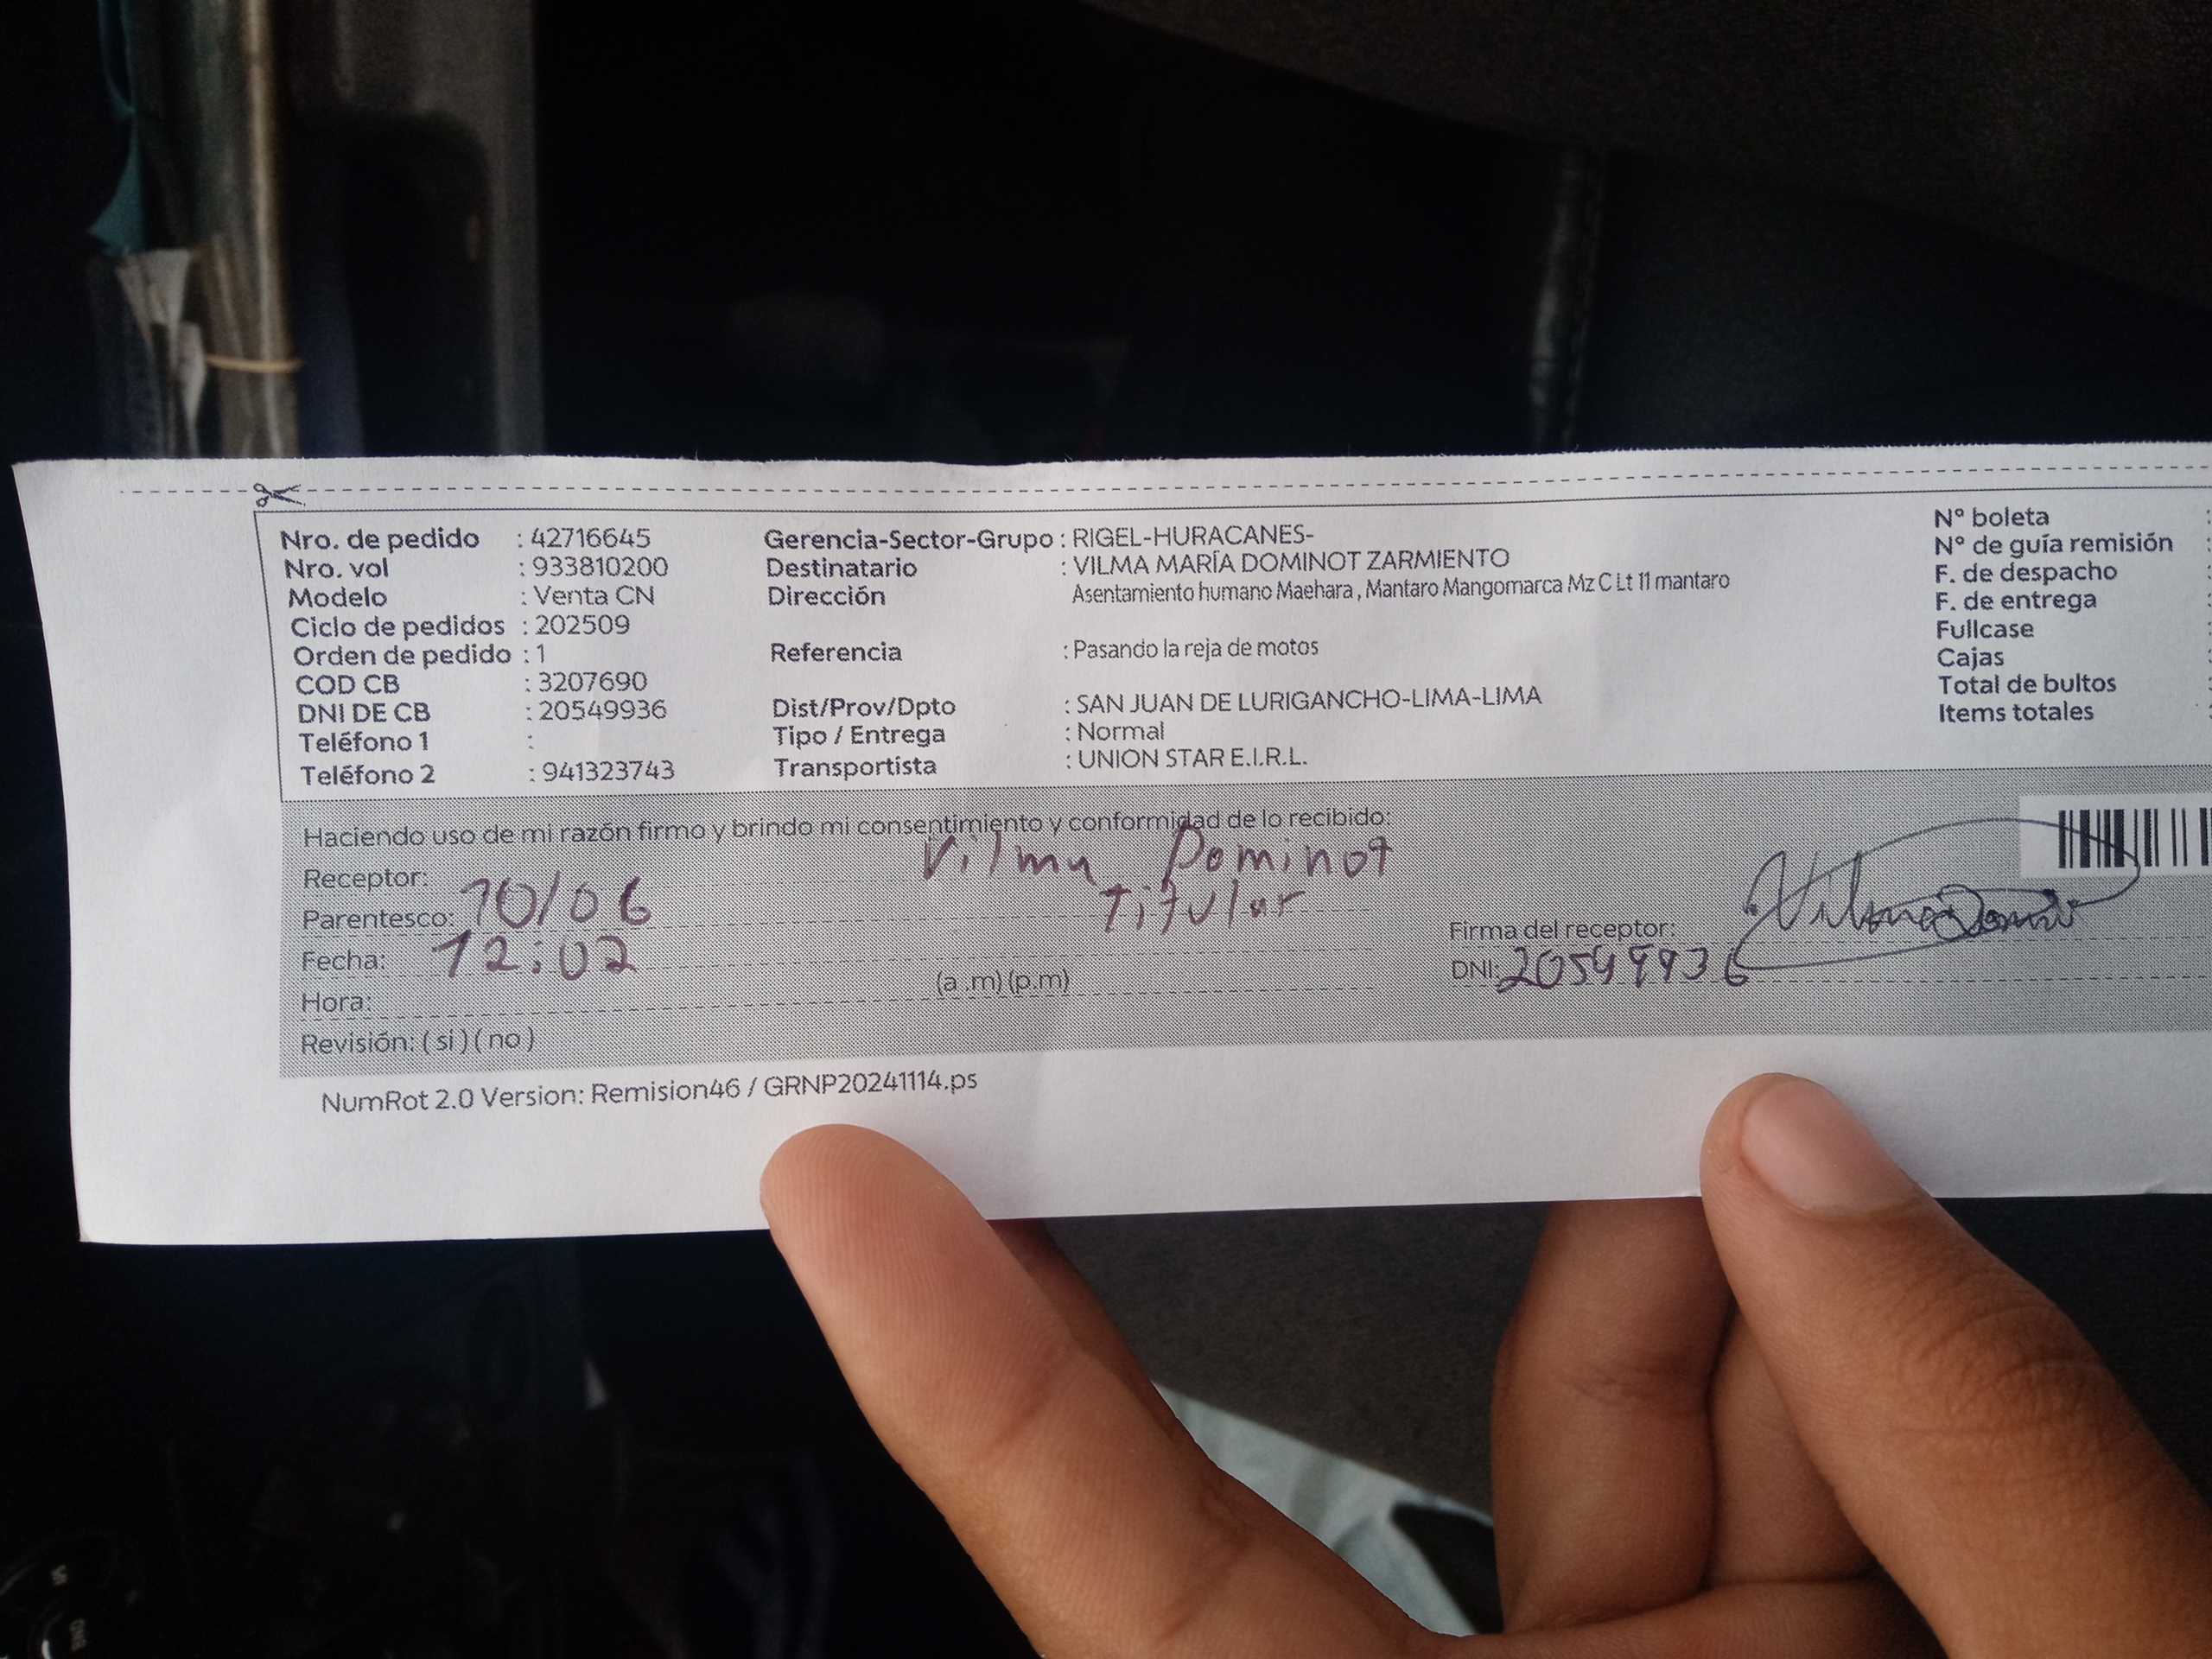 Nro. de pedido : 42716645
Nro. vol : 933810200
Modelo : Venta CN
Ciclo de pedidos : 202509
Orden de pedido : 1
COD CB : 3207690
DNI DE CB : 20549936
Teléfono 1 :
Teléfono 2 : 941323743
Gerencia-Sector-Grupo : RIGEL-HURACANES-
Destinatario : VILMA MARÍA DOMINOT ZARMIENTO
Dirección Asentamiento humano Maehara , Mantaro Mangomarca Mz C Lt 11 mantaro
Referencia : Pasando la reja de motos
Dist/Prov/Dpto : SAN JUAN DE LURIGANCHO-LIMA-LIMA
Tipo / Entrega : Normal
Transportista : UNION STAR E.I.R.L.
N° boleta :
N° de guía remisión :
F. de despacho :
F. de entrega :
Fullcase :
Cajas :
Total de bultos :
Items totales :
Haciendo uso de mi razón firmo y brindo mi consentimiento y conformidad de lo recibido:
Receptor: Vilma Dominot
Parentesco: 10/06 Titular
Fecha: 12:02
Hora: (a .m) (p.m)
Revisión: ( si ) ( no )
Firma del receptor: Vilma
DNI: 20549936
NumRot 2.0 Version: Remision46 / GRNP20241114.ps